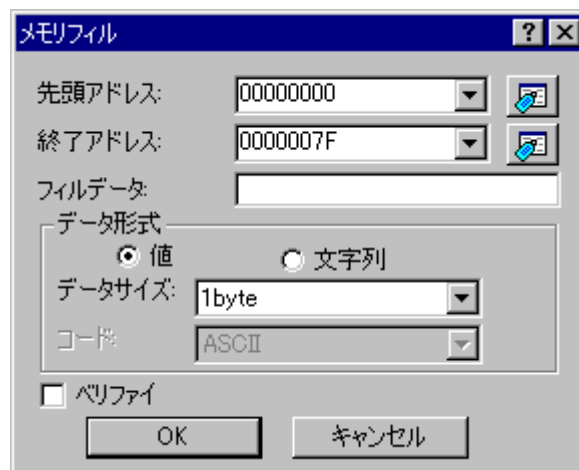 メモリフィル
先頭アドレス: 00000000
終了アドレス: 0000007F
フィルデータ:
データ形式
値 文字列
データサイズ: 1byte
コード: ASCII
ベリファイ
OK キャンセル